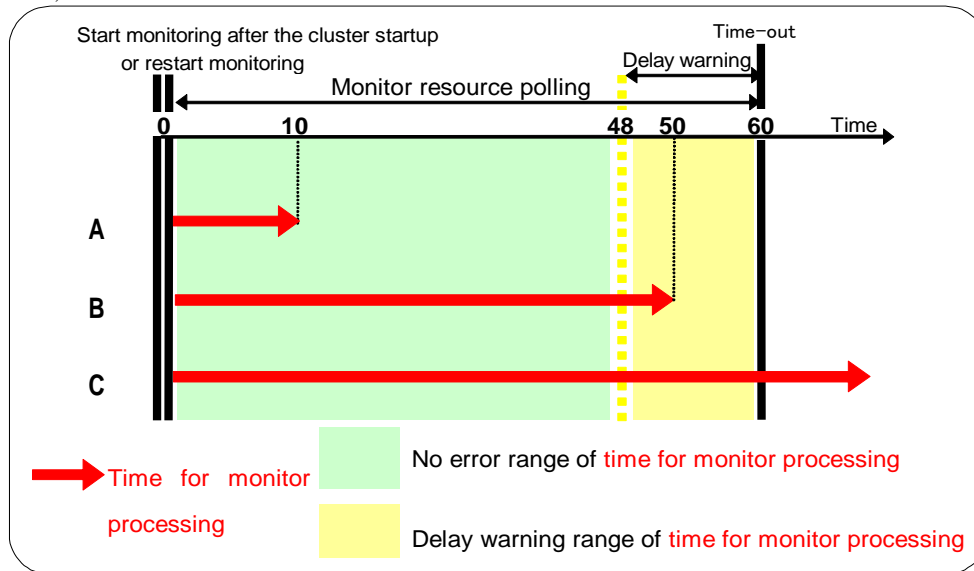 Time-out
Start monitoring after the cluster startup
or restart monitoring
Delay warning
Monitor resource polling
0 10 48 50 60 Time
A
B
C
Time for monitor
processing
No error range of time for monitor processing
Delay warning range of time for monitor processing